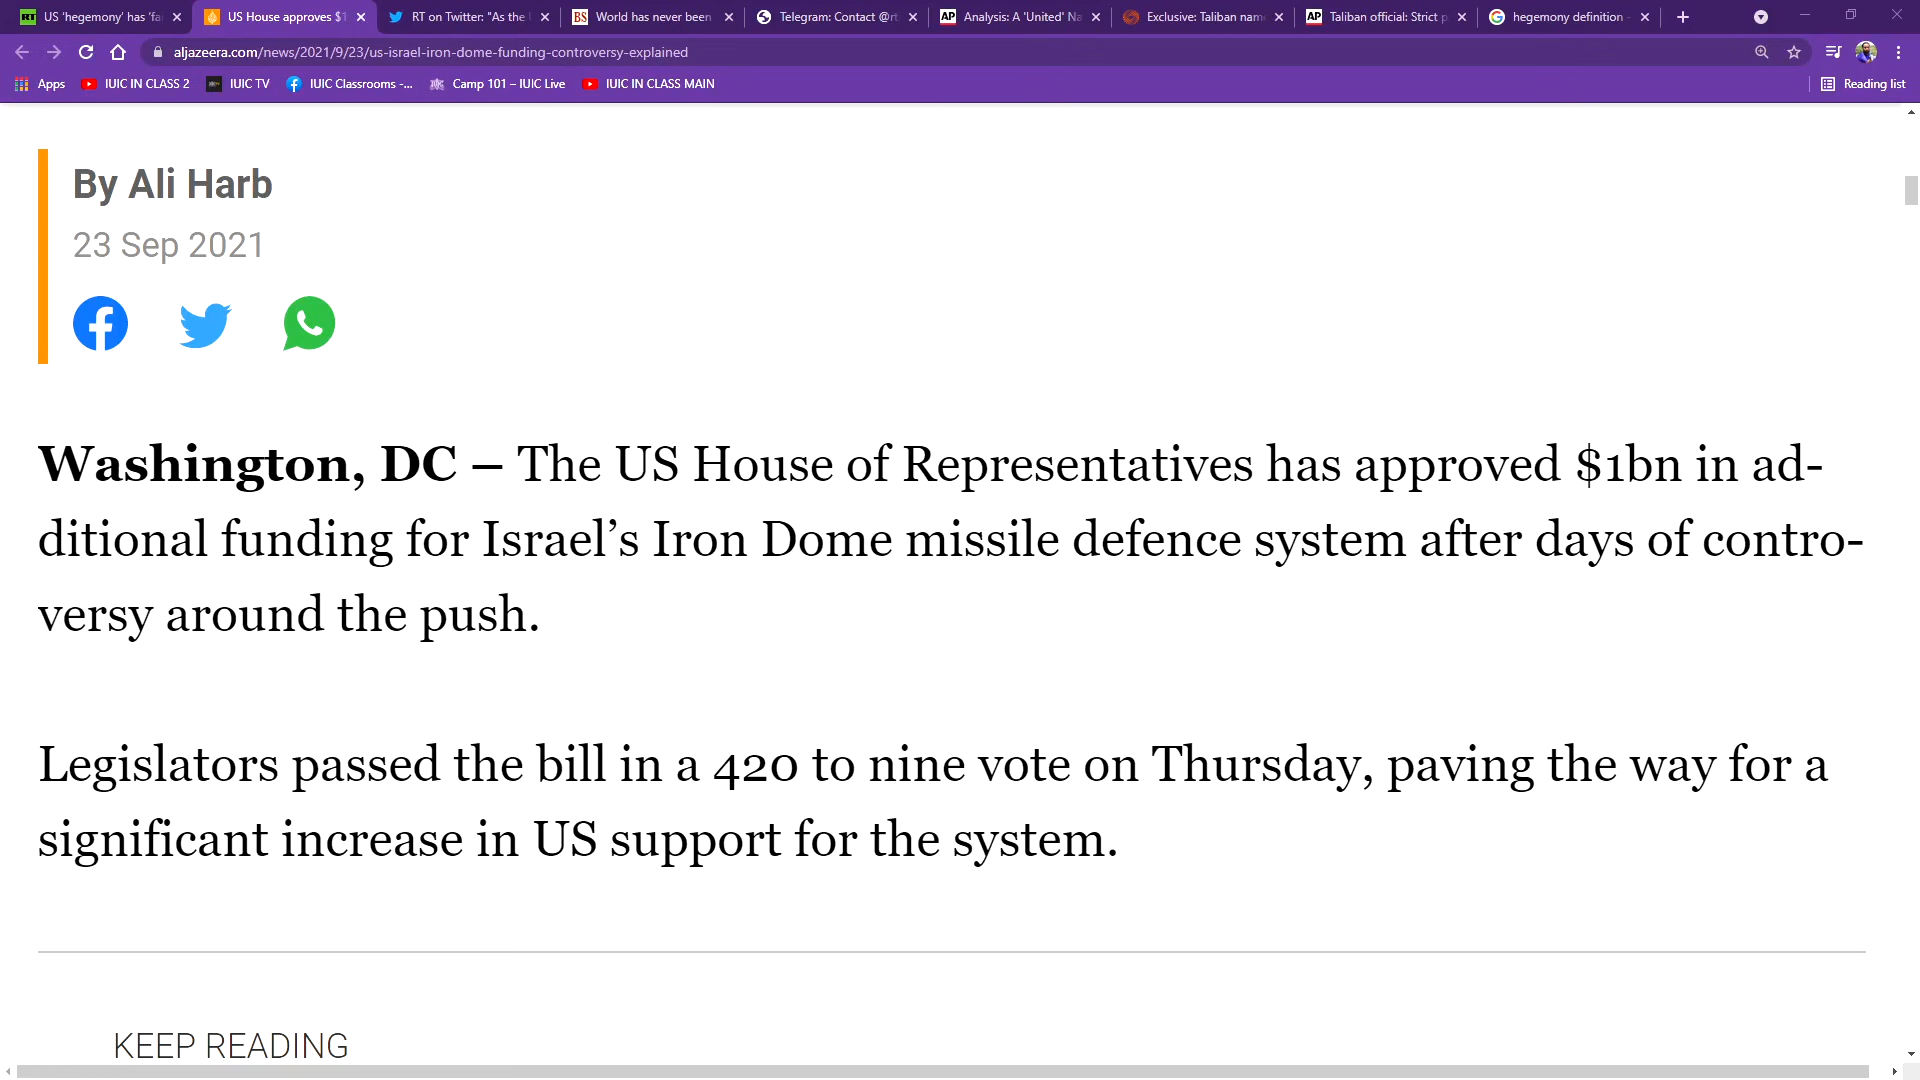 US 'hegemony' has 'fa
US House approves $1
RT on Twitter: "As the
World has never been
Telegram: Contact @rt
Analysis: A 'United' Na
Exclusive: Taliban nam
Taliban official: Strict p
hegemony definition -
aljazeera.com/news/2021/9/23/us-israel-iron-dome-funding-controversy-explained
Apps
IUIC IN CLASS 2
IUIC TV
IUIC Classrooms -...
Camp 101 – IUIC Live
IUIC IN CLASS MAIN
Reading list
By Ali Harb
23 Sep 2021
Washington, DC – The US House of Representatives has approved $1bn in ad-
ditional funding for Israel’s Iron Dome missile defence system after days of contro-
versy around the push.
Legislators passed the bill in a 420 to nine vote on Thursday, paving the way for a
significant increase in US support for the system.
KEEP READING